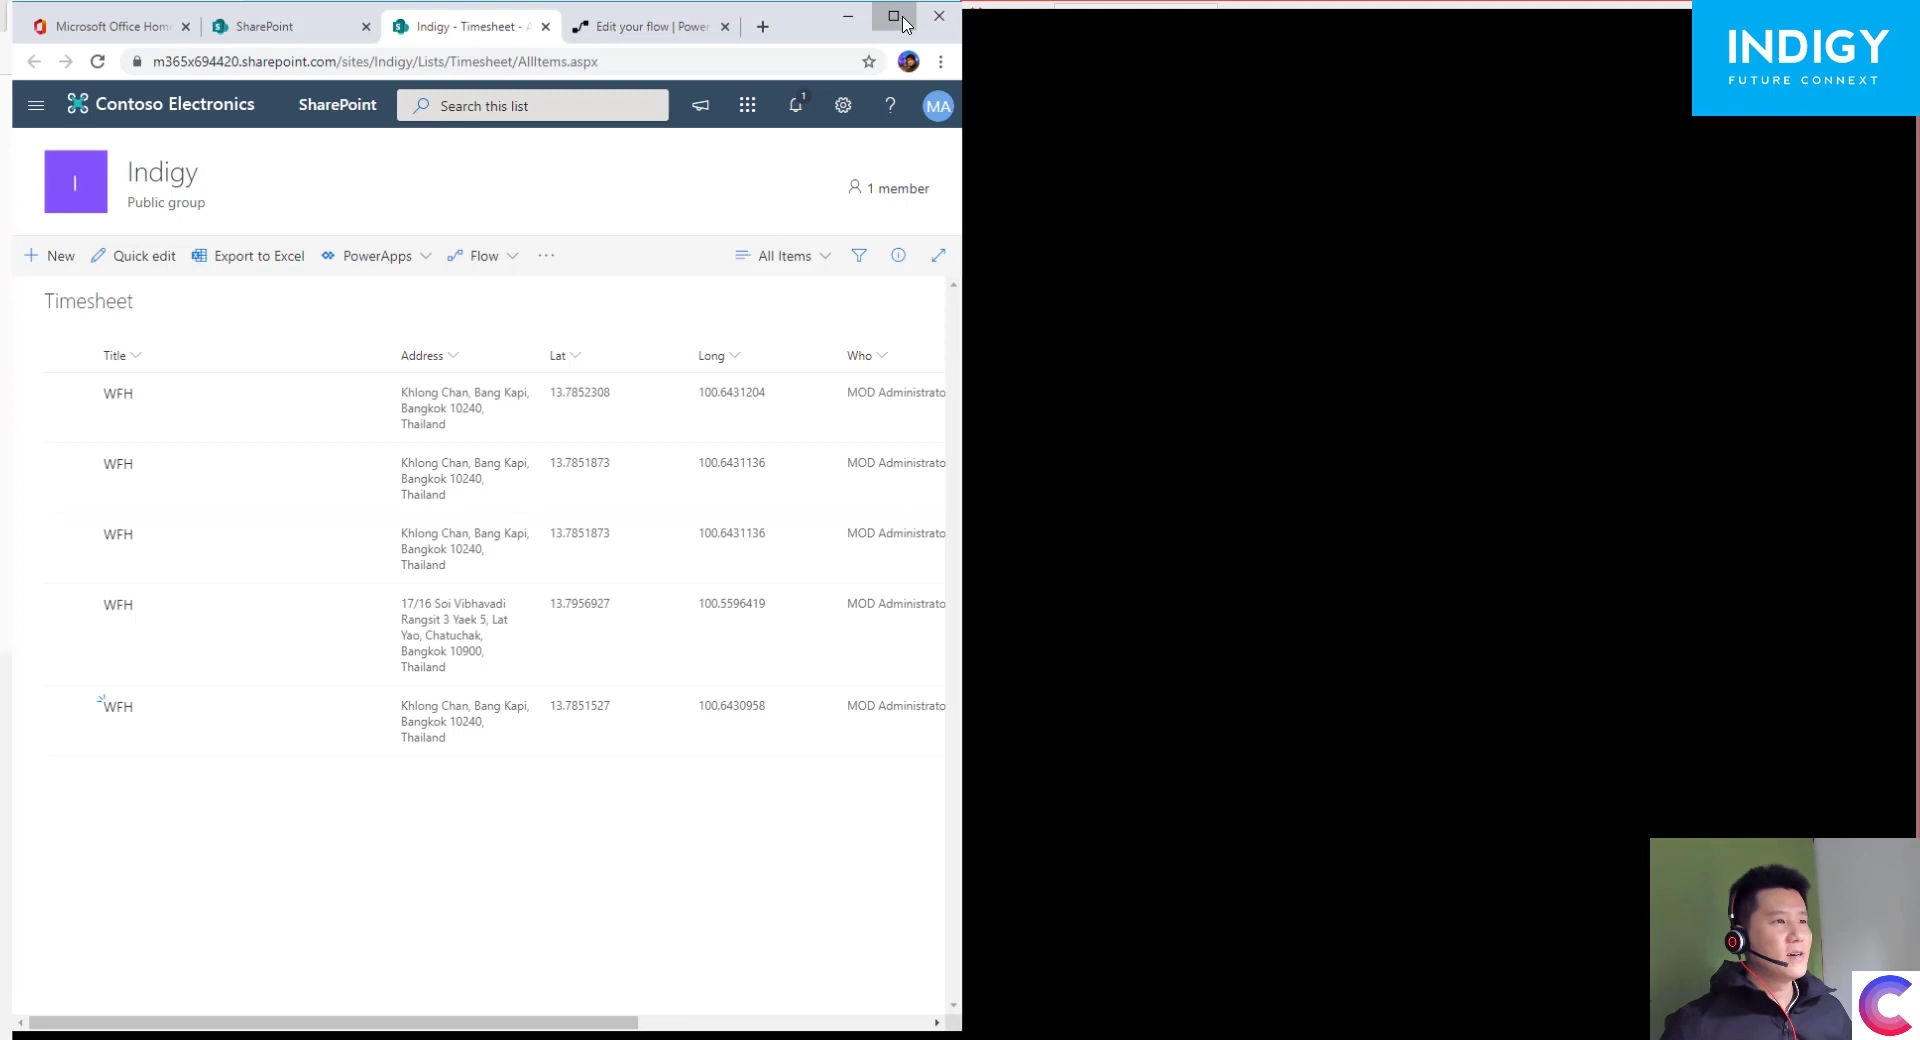 Microsoft Office Home
SharePoint
Indigy - Timesheet -
Edit your flow | Power
m365x694420.sharepoint.com/sites/Indigy/Lists/Timesheet/AllItems.aspx
INDIGY
FUTURE CONNEXT
Contoso Electronics
SharePoint
Search this list
1
MA
I
Indigy
Public group
1 member
New
Quick edit
Export to Excel
PowerApps
Flow
All Items
Timesheet
Title
Address
Lat
Long
Who
WFH
Khlong Chan, Bang Kapi,
Bangkok 10240,
Thailand
13.7852308
100.6431204
MOD Administrato
WFH
Khlong Chan, Bang Kapi,
Bangkok 10240,
Thailand
13.7851873
100.6431136
MOD Administrato
WFH
Khlong Chan, Bang Kapi,
Bangkok 10240,
Thailand
13.7851873
100.6431136
MOD Administrato
WFH
17/16 Soi Vibhavadi
Rangsit 3 Yaek 5, Lat
Yao, Chatuchak,
Bangkok 10900,
Thailand
13.7956927
100.5596419
MOD Administrato
WFH
Khlong Chan, Bang Kapi,
Bangkok 10240,
Thailand
13.7851527
100.6430958
MOD Administrato